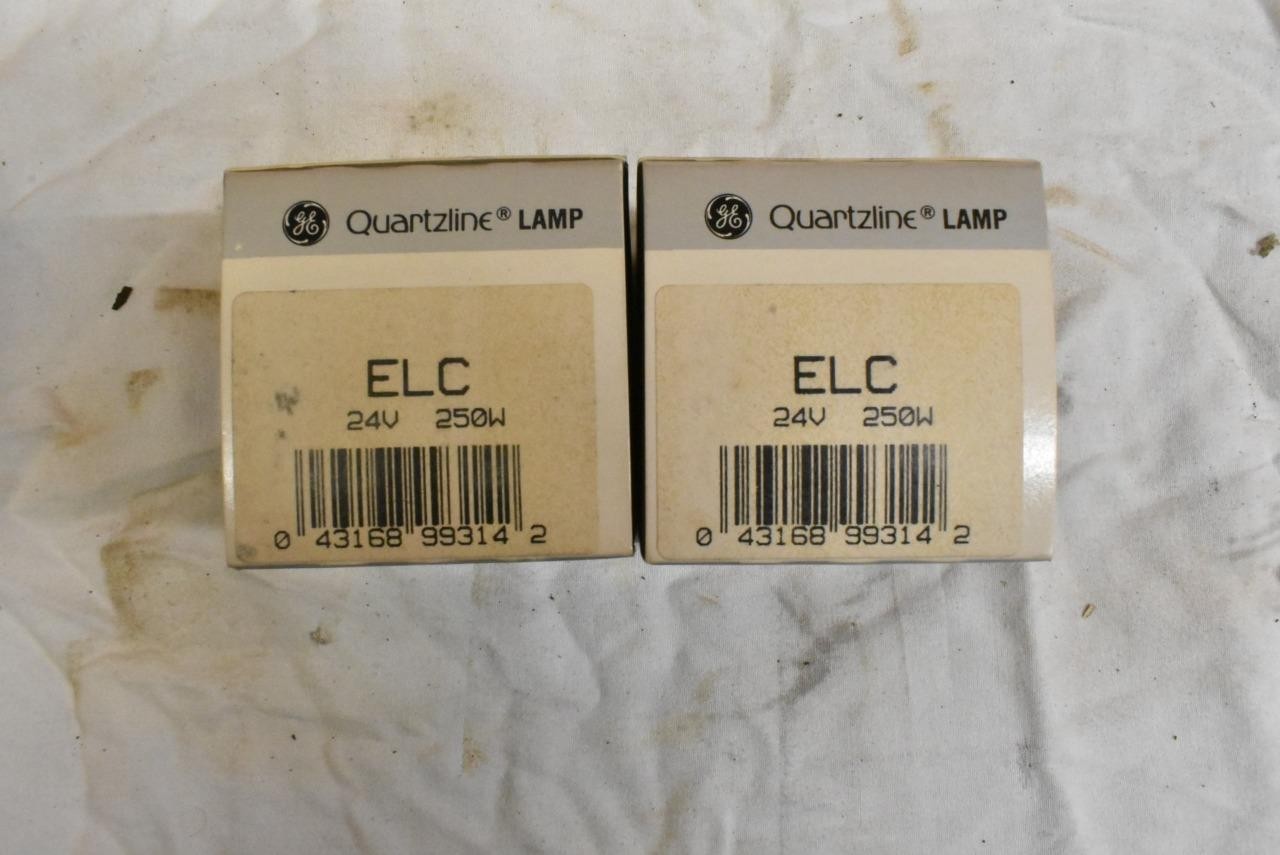 GE Quartzline® LAMP
ELC
24V 250W
0 43168 99314 2
GE Quartzline® LAMP
ELC
24V 250W
0 43168 99314 2